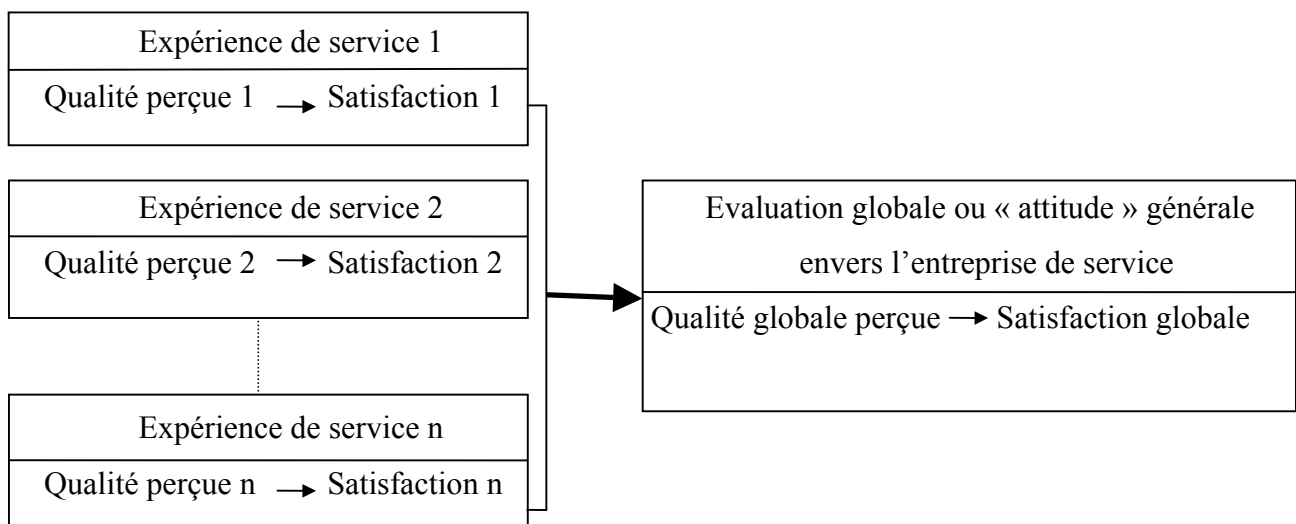 Expérience de service 1
Qualité perçue 1 → Satisfaction 1
Expérience de service 2
Qualité perçue 2 → Satisfaction 2
Expérience de service n
Qualité perçue n → Satisfaction n
Evaluation globale ou « attitude » générale
envers l’entreprise de service
Qualité globale perçue → Satisfaction globale